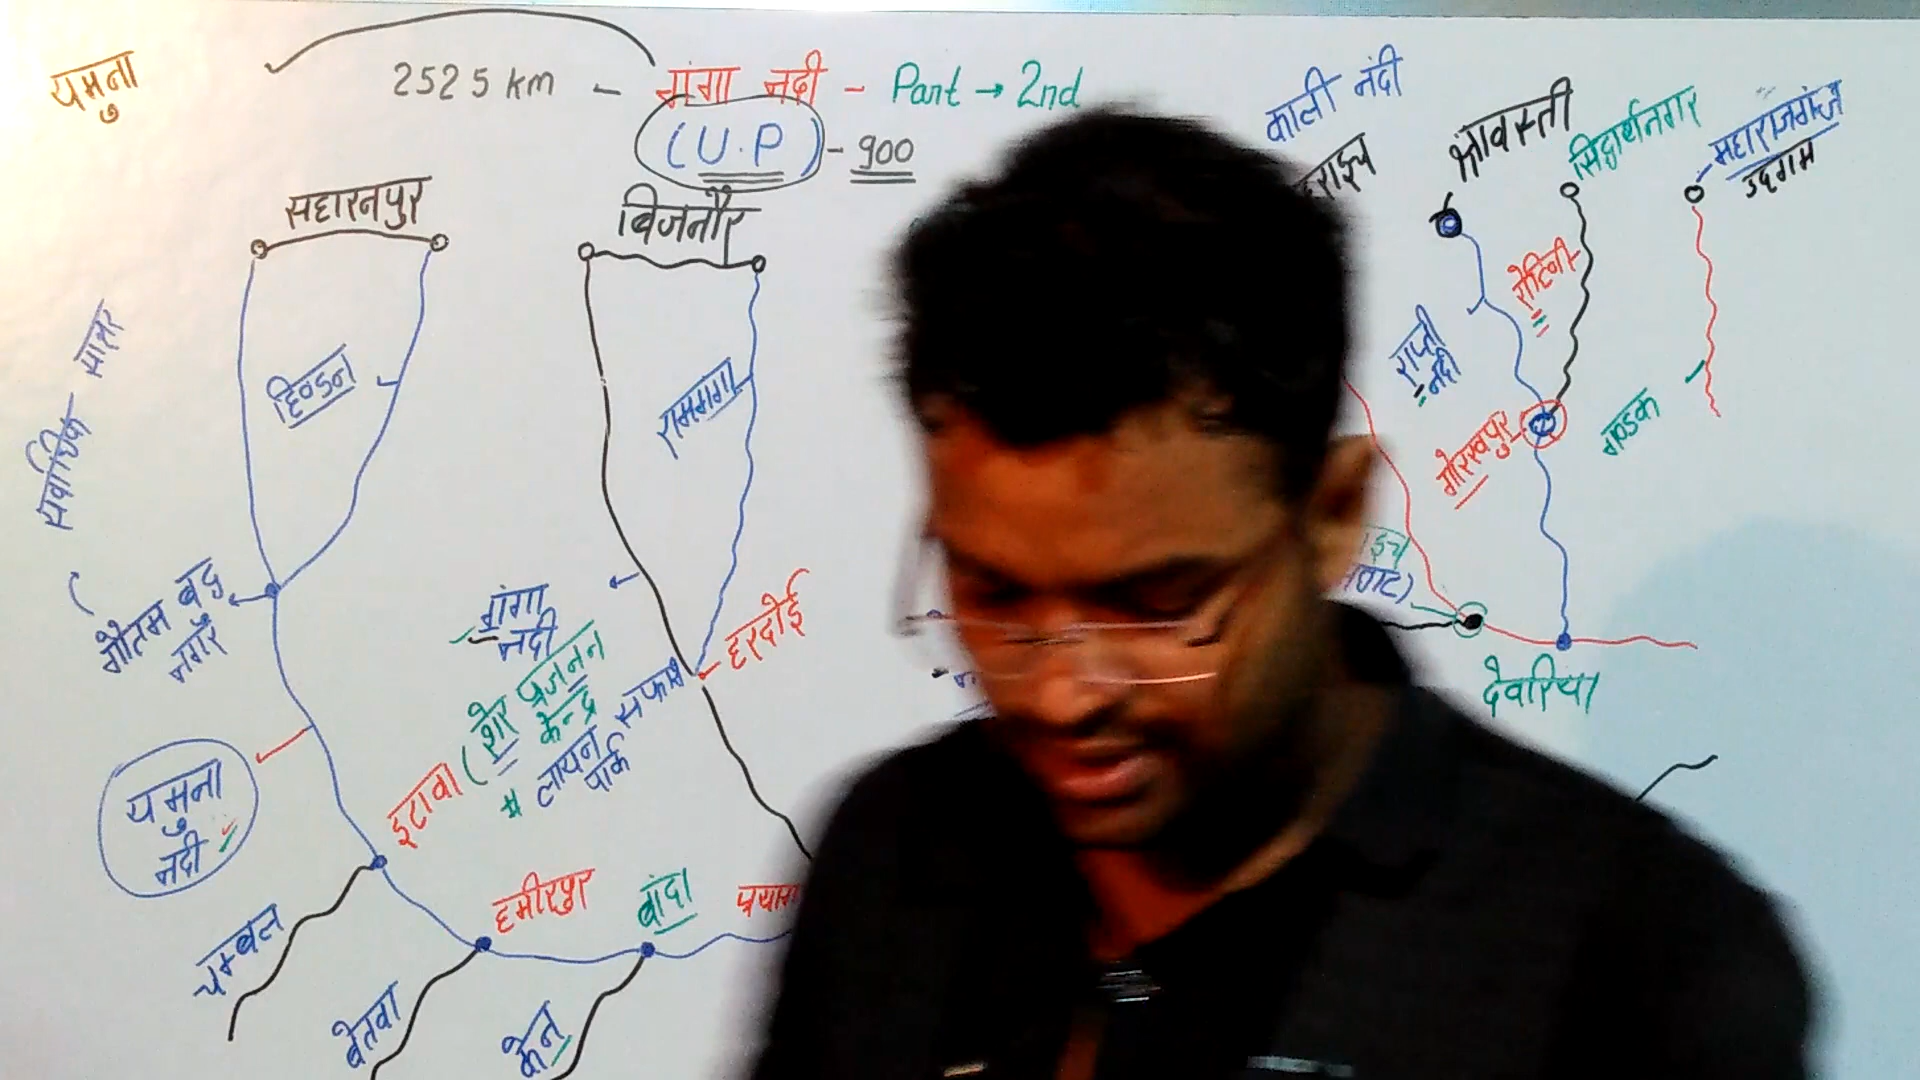 यमुना
2525 km - गंगा नदी - Part → 2nd
(U.P) - 900
काली नदी
श्रावस्ती
सिद्धार्थनगर
महाराजगंज
उद्गम
सहारनपुर
बिजनौर
हिण्डन
रामगंगा
रोहिनी
राप्ती
नदी
गोरखपुर
गण्डक
सर्वाधिक
गौतम बुद्ध
नगर
गंगा
नदी
हरदोई
देवरिया
यमुना
नदी
इटावा (शेर प्रजनन
केन्द्र
# लायन सफारी
पार्क
हमीरपुर
बांदा
चम्बल
बेतवा
केन